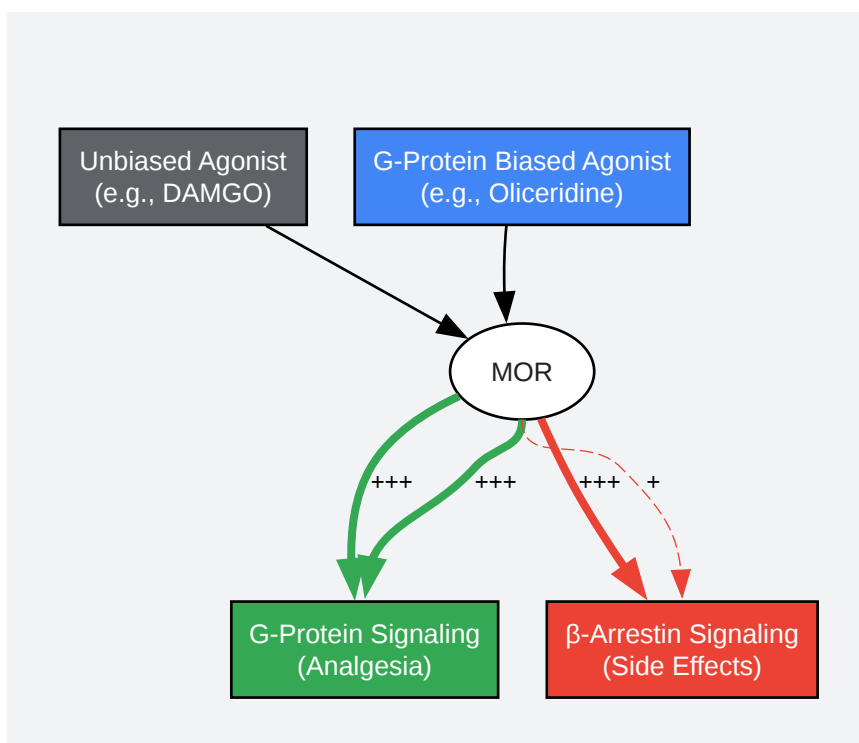 Unbiased Agonist
(e.g., DAMGO)
G-Protein Biased Agonist
(e.g., Oliceridine)
MOR
+++
+++
+++
+
G-Protein Signaling
(Analgesia)
β-Arrestin Signaling
(Side Effects)